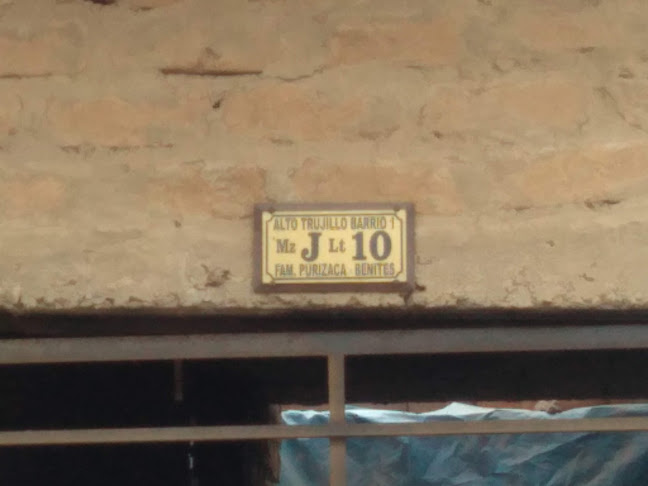 ALTO TRUJILLO BARRIO 1
Mz J Lt 10
FAM. PURIZACA - BENITES